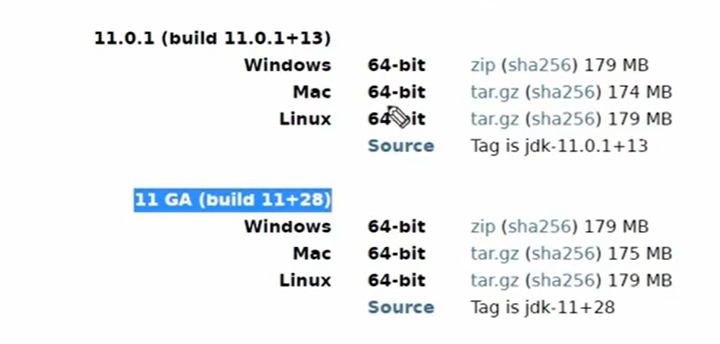 11.0.1 (build 11.0.1+13)
Windows 64-bit zip (sha256) 179 MB
Mac 64-bit tar.gz (sha256) 174 MB
Linux 64-bit tar.gz (sha256) 179 MB
Source Tag is jdk-11.0.1+13
11 GA (build 11+28)
Windows 64-bit zip (sha256) 179 MB
Mac 64-bit tar.gz (sha256) 175 MB
Linux 64-bit tar.gz (sha256) 179 MB
Source Tag is jdk-11+28